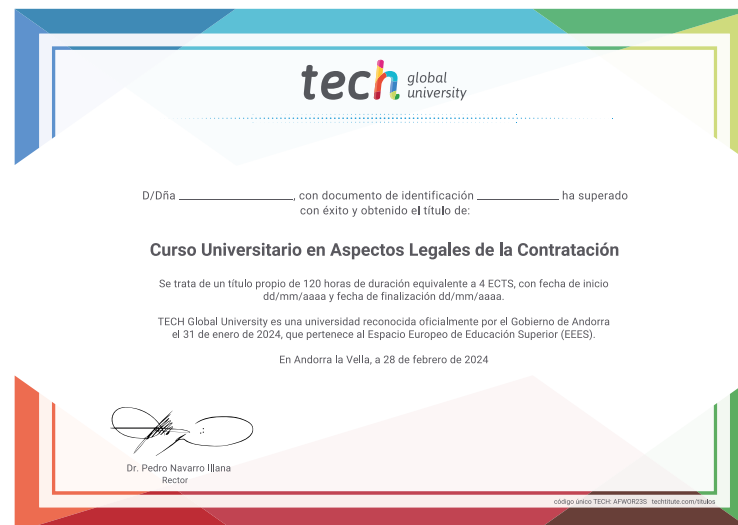 tech global university
D/Dña ____________, con documento de identificación ____________ ha superado
con éxito y obtenido el título de:
Curso Universitario en Aspectos Legales de la Contratación
Se trata de un título propio de 120 horas de duración equivalente a 4 ECTS, con fecha de inicio
dd/mm/aaaa y fecha de finalización dd/mm/aaaa.
TECH Global University es una universidad reconocida oficialmente por el Gobierno de Andorra
el 31 de enero de 2024, que pertenece al Espacio Europeo de Educación Superior (EEES).
En Andorra la Vella, a 28 de febrero de 2024
Dr. Pedro Navarro Illana
Rector
código único TECH: AFWOR23S techtitute.com/titulos